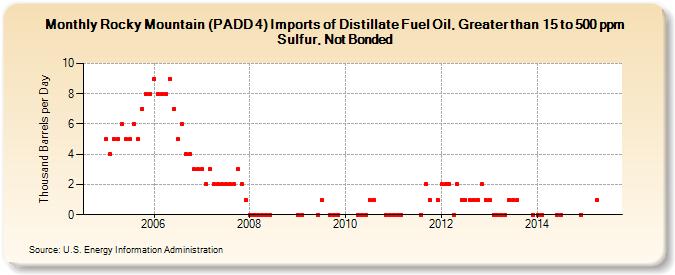 Monthly Rocky Mountain (PADD 4) Imports of Distillate Fuel Oil, Greater than 15 to 500 ppm
Sulfur, Not Bonded
Thousand Barrels per Day
10
8
6
4
2
0
2006
2008
2010
2012
2014
Source: U.S. Energy Information Administration